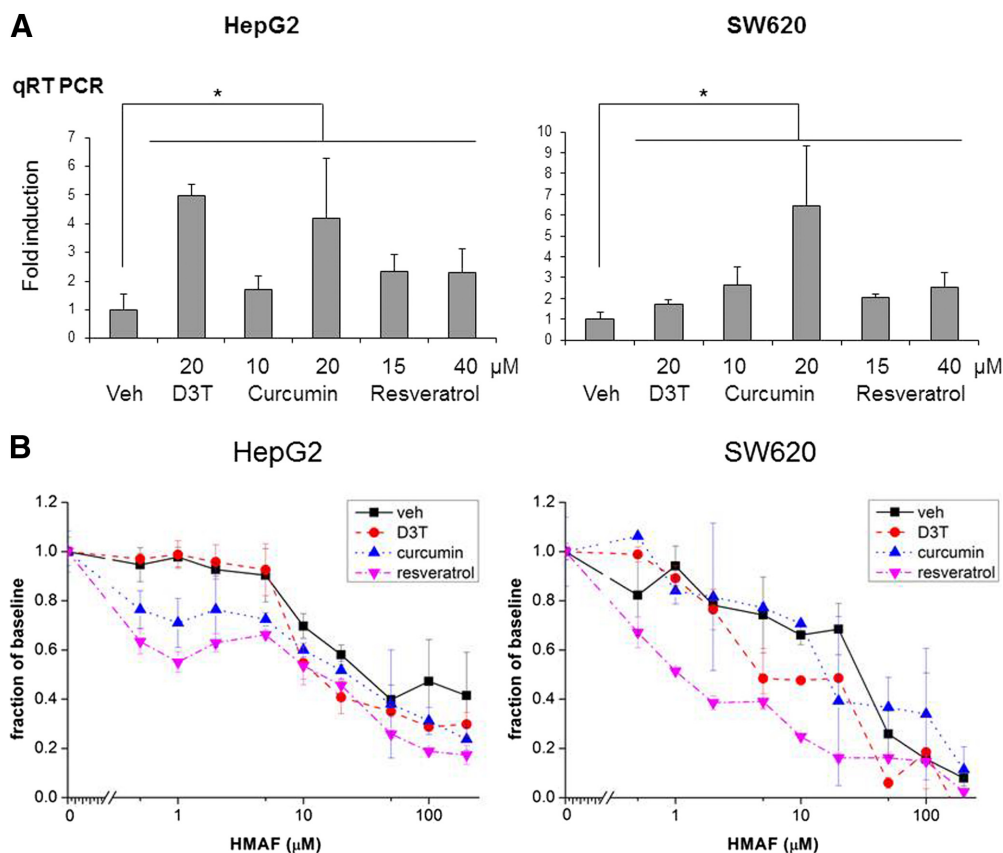 A
HepG2
SW620
qRT PCR
*
*
Fold induction
7
6
5
4
3
2
1
0
10
9
8
7
6
5
4
3
2
1
0
20 10 20 15 40 μM
Veh D3T Curcumin Resveratrol
20 10 20 15 40 μM
Veh D3T Curcumin Resveratrol
B
HepG2
SW620
fraction of baseline
1.2
1.0
0.8
0.6
0.4
0.2
0.0
veh
D3T
curcumin
resveratrol
0 1 10 100
HMAF (μM)
fraction of baseline
1.2
1.0
0.8
0.6
0.4
0.2
0.0
veh
D3T
curcumin
resveratrol
0 1 10 100
HMAF (μM)